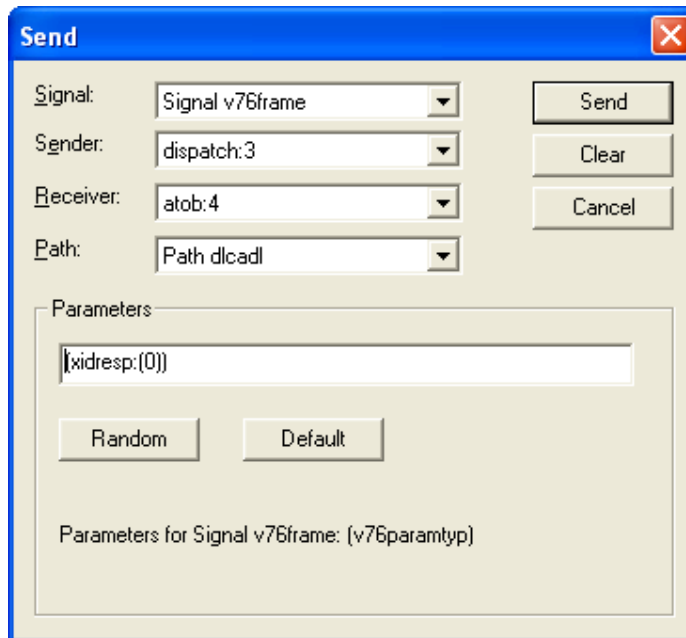 Send
Signal: Signal v76frame Send
Sender: dispatch:3 Clear
Receiver: atob:4 Cancel
Path: Path dlcadl
Parameters
(xidresp:(0))
Random Default
Parameters for Signal v76frame: (v76paramtyp)